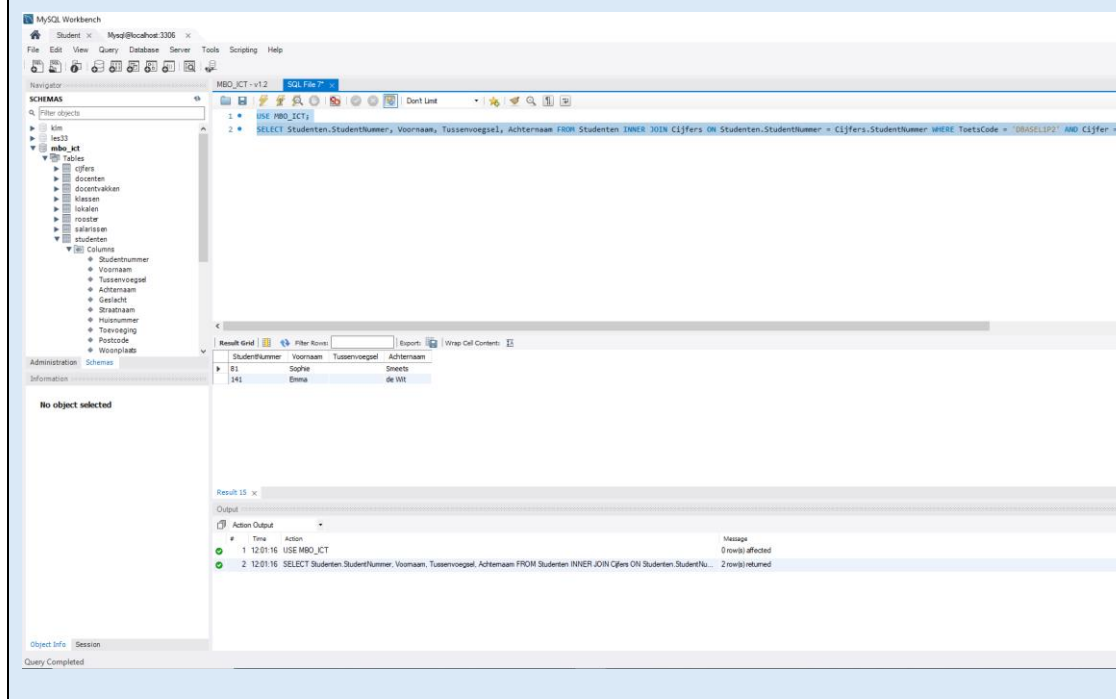 MySQL Workbench
Student × Mysql@localhost:3306 ×
File Edit View Query Database Server Tools Scripting Help
Navigator
SCHEMAS
Filter objects
klm
les33
mbo_ict
Tables
cijfers
docenten
docentvakken
klassen
lokalen
rooster
salarissen
studenten
Columns
Studentnummer
Voornaam
Tussenvoegsel
Achternaam
Geslacht
Straatnaam
Huisnummer
Toevoeging
Postcode
Woonplaats
Administration Schemas
Information
No object selected
Object Info Session
Query Completed
MBO_ICT - v1.2 SQL File 7* ×
Don't Limit
1 USE MBO_ICT;
2 SELECT Studenten.StudentNummer, Voornaam, Tussenvoegsel, Achternaam FROM Studenten INNER JOIN Cijfers ON Studenten.StudentNummer = Cijfers.StudentNummer WHERE ToetsCode = 'DBASEL1P2' AND Cijfer =
Result Grid Filter Rows: Export: Wrap Cell Content:
StudentNummer Voornaam Tussenvoegsel Achternaam
81 Sophie Smeets
141 Emma de Wit
Result 15 ×
Output
Action Output
# Time Action Message
1 12:01:16 USE MBO_ICT 0 row(s) affected
2 12:01:16 SELECT Studenten.StudentNummer, Voornaam, Tussenvoegsel, Achternaam FROM Studenten INNER JOIN Cijfers ON Studenten.StudentNu... 2 row(s) returned